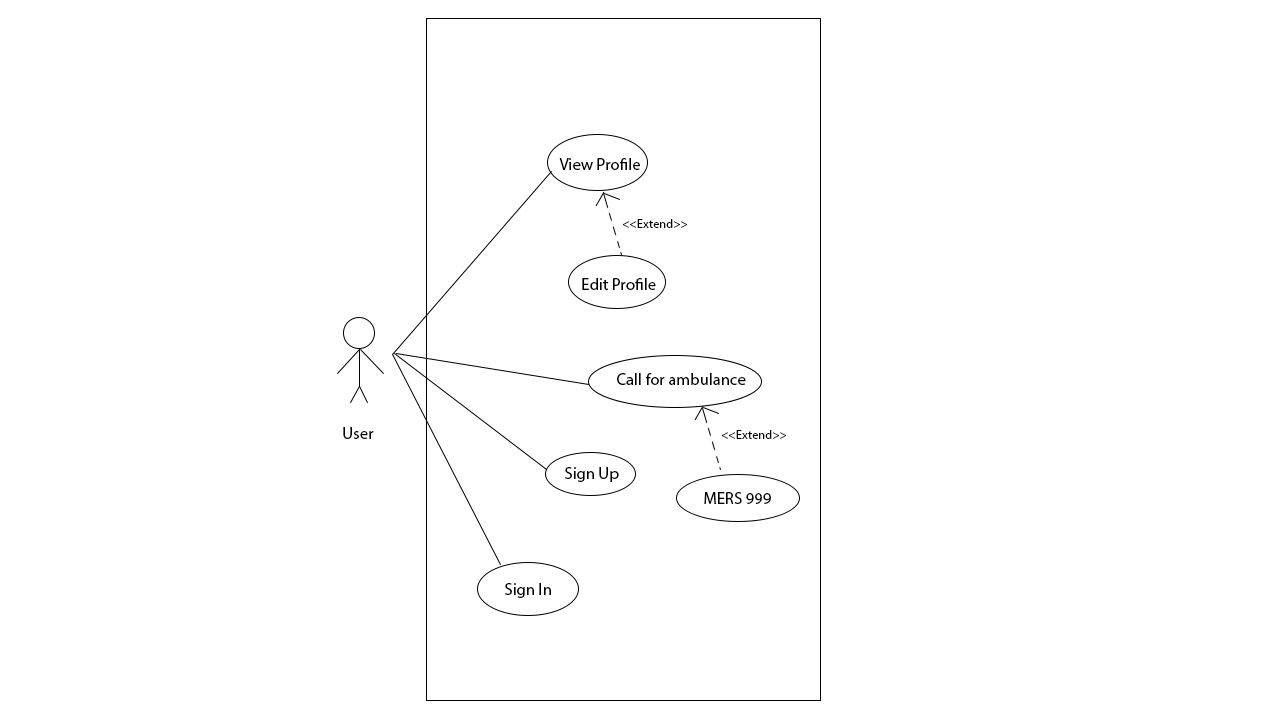 View Profile
<<Extend>>
Edit Profile
Call for ambulance
User
<<Extend>>
Sign Up
MERS 999
Sign In